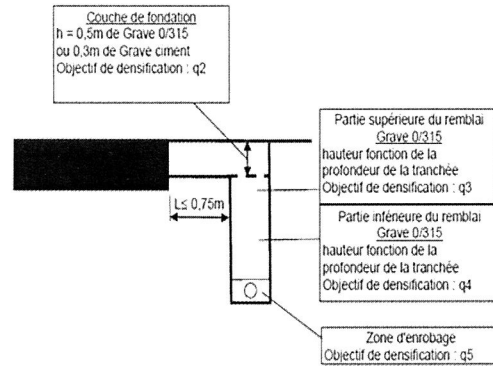 Couche de fondation
h = 0,5m de Grave 0/315
ou 0,3m de Grave ciment
Objectif de densification : q2
Partie supérieure du remblai
Grave 0/315
hauteur fonction de la
profondeur de la tranchée
Objectif de densification : q3
L≤ 0,75m
Partie inférieure du remblai
Grave 0/315
hauteur fonction de la
profondeur de la tranchée
Objectif de densification : q4
Zone d'enrobage
Objectif de densification : q5